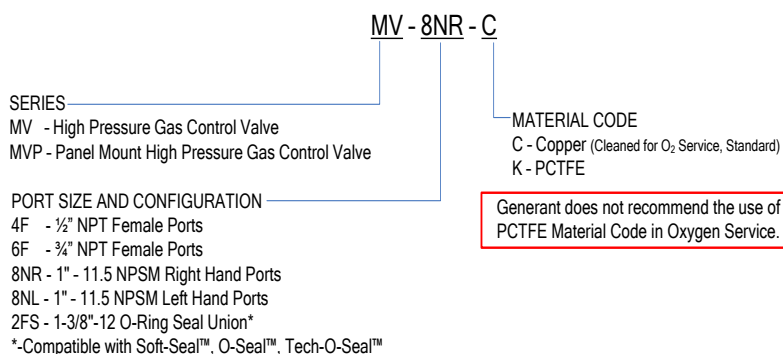 MV - 8NR - C
SERIES
MV - High Pressure Gas Control Valve
MVP - Panel Mount High Pressure Gas Control Valve
MATERIAL CODE
C - Copper (Cleaned for O₂ Service, Standard)
K - PCTFE
PORT SIZE AND CONFIGURATION
4F - ½” NPT Female Ports
6F - ¾” NPT Female Ports
8NR - 1" - 11.5 NPSM Right Hand Ports
8NL - 1" - 11.5 NPSM Left Hand Ports
2FS - 1-3/8"-12 O-Ring Seal Union*
*-Compatible with Soft-Seal™, O-Seal™, Tech-O-Seal™
Generant does not recommend the use of
PCTFE Material Code in Oxygen Service.